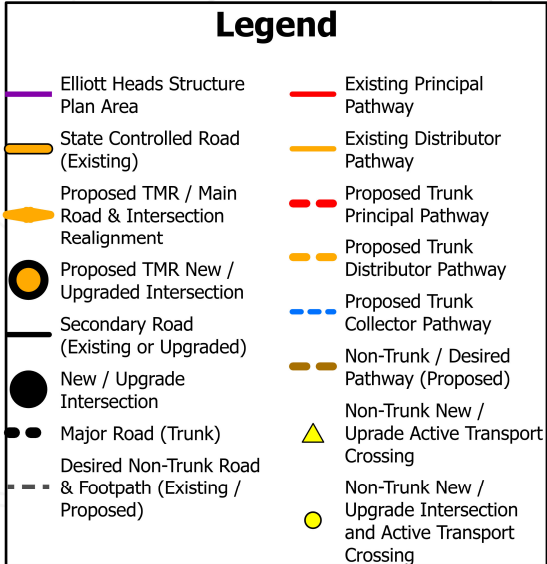 Legend
Elliott Heads Structure
Plan Area
State Controlled Road
(Existing)
Proposed TMR / Main
Road & Intersection
Realignment
Proposed TMR New /
Upgraded Intersection
Secondary Road
(Existing or Upgraded)
New / Upgrade
Intersection
Major Road (Trunk)
Desired Non-Trunk Road
& Footpath (Existing /
Proposed)
Existing Principal
Pathway
Existing Distributor
Pathway
Proposed Trunk
Principal Pathway
Proposed Trunk
Distributor Pathway
Proposed Trunk
Collector Pathway
Non-Trunk / Desired
Pathway (Proposed)
Non-Trunk New /
Uprade Active Transport
Crossing
Non-Trunk New /
Upgrade Intersection
and Active Transport
Crossing